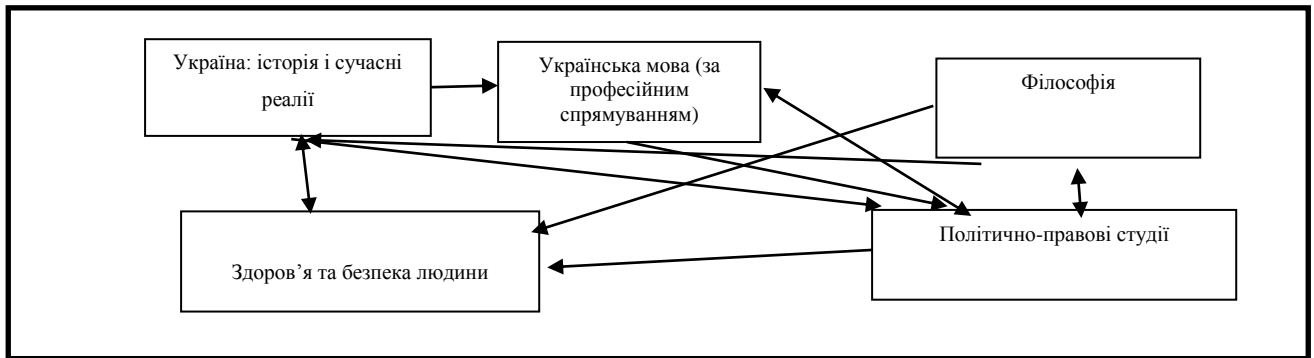 Україна: історія і сучасні
реалії
Українська мова (за
професійним
спрямуванням)
Філософія
Здоров’я та безпека людини
Політично-правові студії